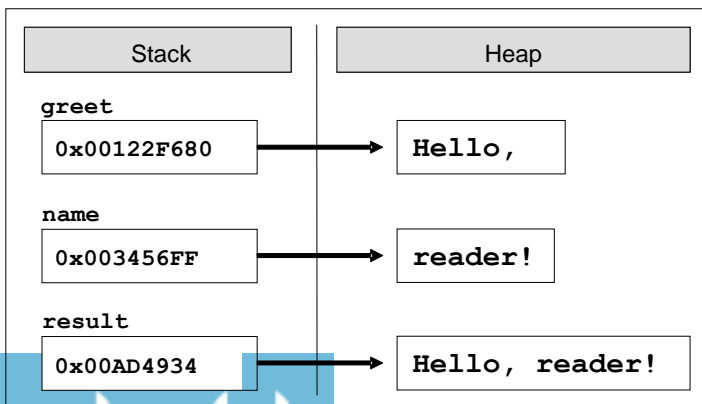 Stack Heap
greet
0x00122F680 Hello,
name
0x003456FF reader!
result
0x00AD4934 Hello, reader!